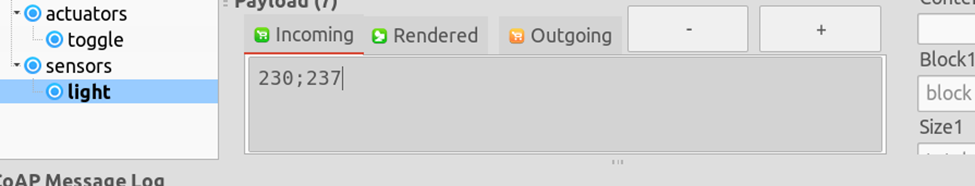 Payload (7)
actuators
toggle
sensors
light
Incoming
Rendered
Outgoing
-
+
230;237
Block1
block
Size1
CoAP Message Log